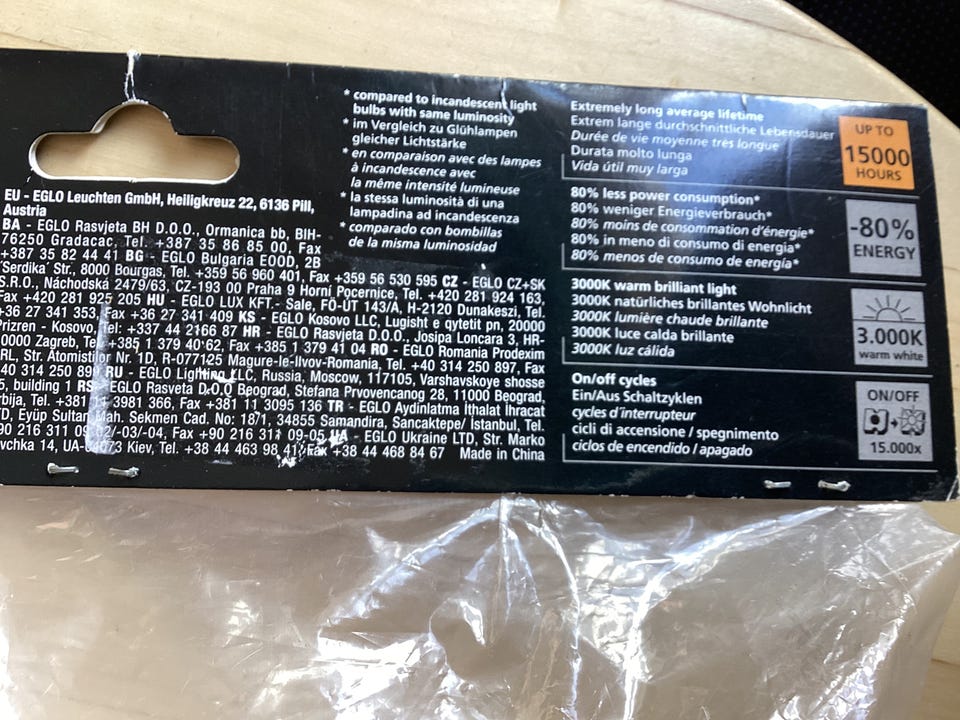 EU - EGLO Leuchten GmbH, Heiligkreuz 22, 6136 Pill,
Austria
BA - EGLO Rasvjeta BH D.O.O., Ormanica bb, BIH-
76250 Gradacac, Tel. +387 35 86 85 00, Fax
+387 35 82 44 41 BG - EGLO Bulgaria EOOD, 2B
"Serdika" Str., 8000 Bourgas, Tel. +359 56 960 401, Fax +359 56 530 595 CZ - EGLO CZ+SK
S.R.O., Náchodská 2479/63, CZ-193 00 Praha 9 Horní Pocernice, Tel. +420 281 924 163,
Fax +420 281 925 205 HU - EGLO LUX KFT.- Sale, FÖ-ÚT 143/A, H-2120 Dunakeszi, Tel.
+36 27 341 353, Fax +36 27 341 409 KS - EGLO Kosovo LLC, Lugisht e qytetit pn, 20000
Prizren - Kosovo, Tel: +337 44 2166 87 HR - EGLO Rasvjeta D.O.O., Josipa Loncara 3, HR-
0000 Zagreb, Tel. +385 1 379 40 62, Fax +385 1 379 41 04 RO - EGLO Romania Prodexim
RL, Str. Atomistilor Nr. 1D, R-077125 Magure-le-Ilvov-Romania, Tel. +40 314 250 897, Fax
+40 314 250 899 RU - EGLO Lighting LLC, Russia, Moscow, 117105, Varshavskoye shosse
5, building 1 RS - EGLO Rasveta D.O.O Beograd, Stefana Prvovencanog 28, 11000 Beograd,
rbija, Tel. +381 11 3981 366, Fax +381 11 3095 136 TR - EGLO Aydinlatma İthalat İhracat
TD, Eyüp Sultan Mah. Sekmen Cad. No: 18/1, 34855 Samandira, Sancaktepe/ İstanbul, Tel.
90 216 311 09 02/-03/-04, Fax +90 216 311 09-05 UA - EGLO Ukraine LTD, Str. Marko
vchka 14, UA- Kiev, Tel. +38 44 463 98 Fax +38 44 468 84 67 Made in China
* compared to incandescent light
bulbs with same luminosity
* im Vergleich zu Glühlampen
gleicher Lichtstärke
* en comparaison avec des lampes
à incandescence avec
la même intensité lumineuse
* la stessa luminosità di una
lampadina ad incandescenza
* comparado con bombillas
de la misma luminosidad
Extremely long average lifetime
Extrem lange durchschnittliche Lebensdauer
Durée de vie moyenne très longue
Durata molto lunga
Vida útil muy larga
UP TO
15000
HOURS
80% less power consumption*
80% weniger Energieverbrauch*
80% moins de consommation d'énergie*
80% in meno di consumo di energia*
80% menos de consumo de energía*
-80%
ENERGY
3000K warm brilliant light
3000K natürliches brillantes Wohnlicht
3000K lumière chaude brillante
3000K luce calda brillante
3000K luz cálida
3.000K
warm white
On/off cycles
Ein/Aus Schaltzyklen
cycles d'interrupteur
cicli di accensione / spegnimento
ciclos de encendido / apagado
ON/OFF
15.000x